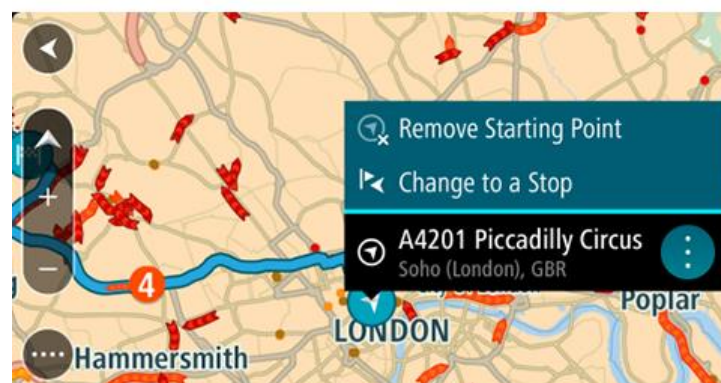 Remove Starting Point
Change to a Stop
A4201 Piccadilly Circus
Soho (London), GBR
4
Poplar
LONDON
Hammersmith